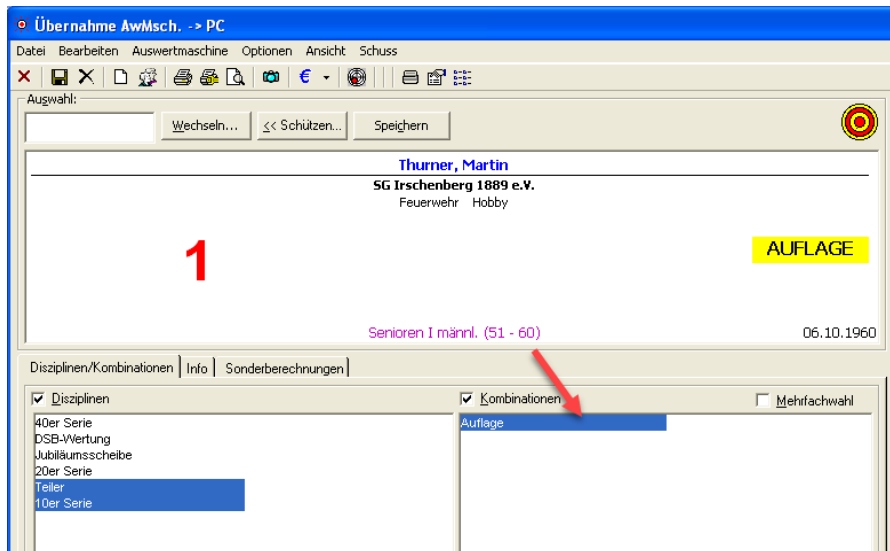 Übernahme AwMsch. -> PC
Datei Bearbeiten Auswertmaschine Optionen Ansicht Schuss
€
Auswahl:
Wechseln... << Schützen... Speichern
Thurner, Martin
SG Irschenberg 1889 e.V.
Feuerwehr Hobby
1
AUFLAGE
Senioren I männl. (51 - 60) 06.10.1960
Disziplinen/Kombinationen Info Sonderberechnungen
Disziplinen Kombinationen Mehrfachwahl
40er Serie
DSB-Wertung
Jubiläumsscheibe
20er Serie
Teiler
10er Serie
Auflage